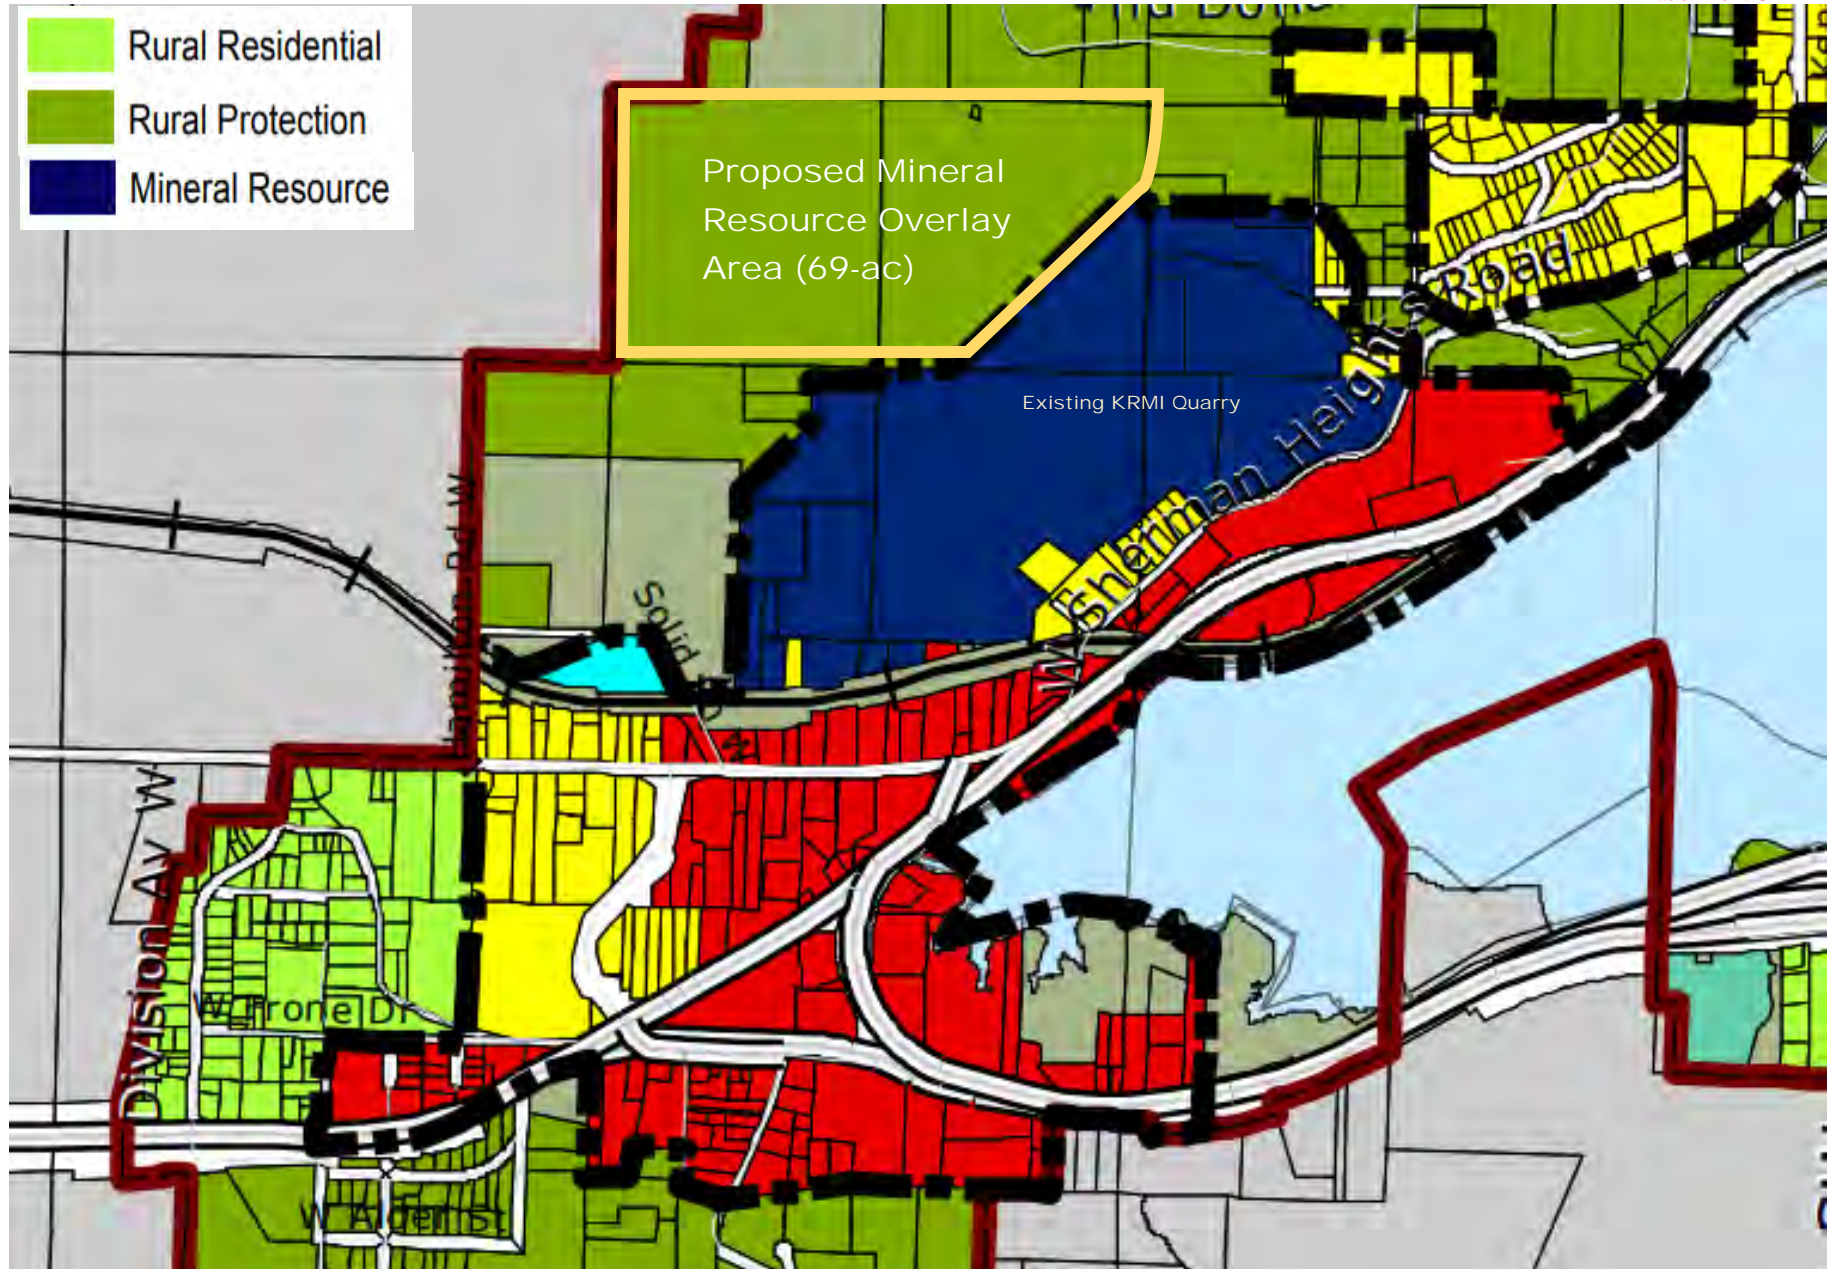 Rural Residential
Rural Protection
Mineral Resource
Proposed Mineral
Resource Overlay
Area (69-ac)
Existing KRMI Quarry
W Sherman Heights Road
Solid
Division Av W
W Frone Dr
W Alder St